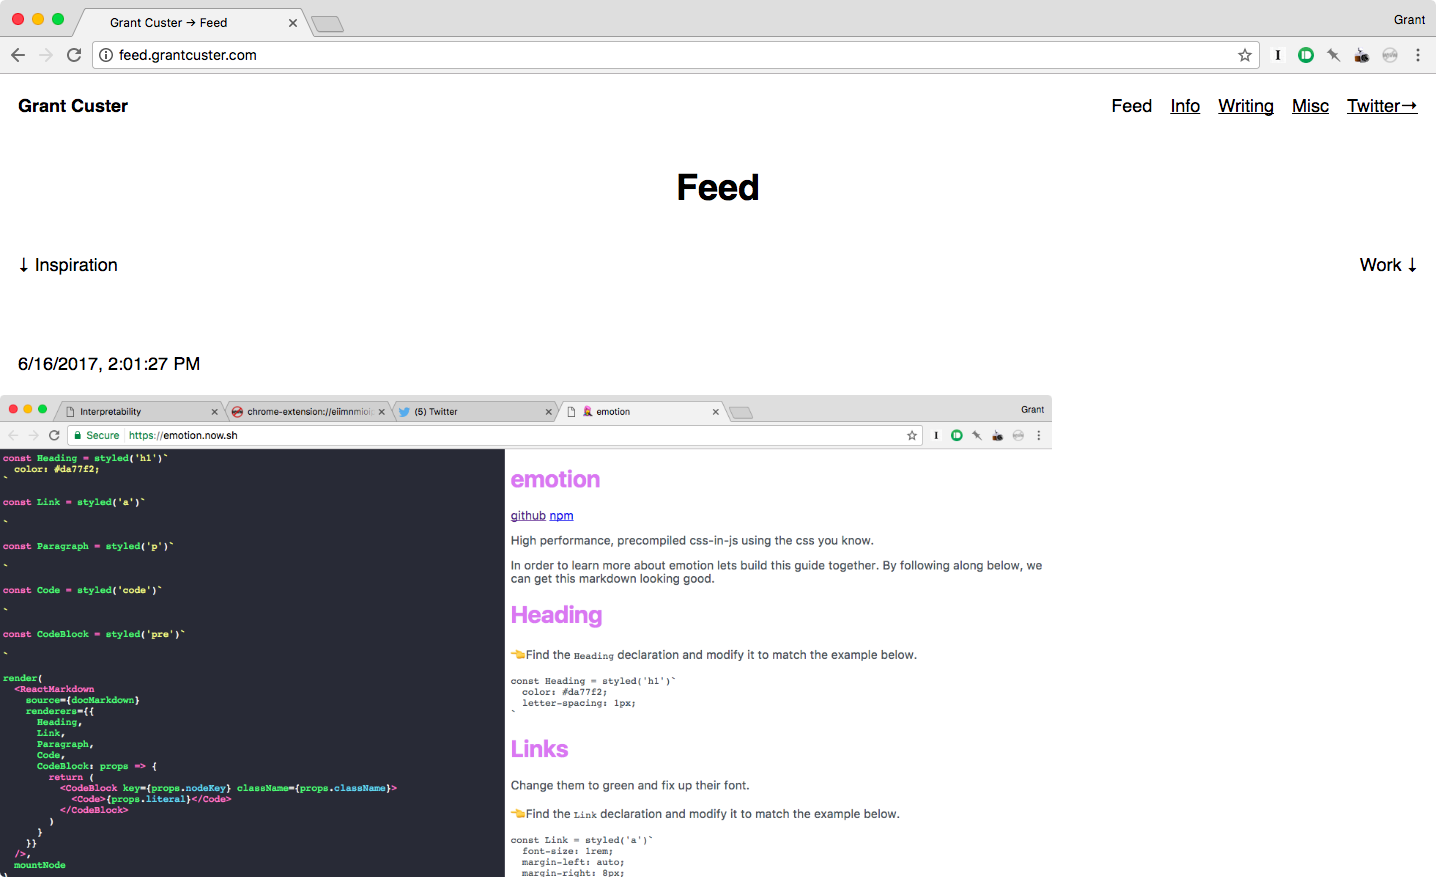 Grant Custer → Feed
Grant
feed.grantcuster.com
Grant Custer
Feed Info Writing Misc Twitter→
Feed
↓ Inspiration
Work ↓
6/16/2017, 2:01:27 PM
Interpretability
chrome-extension://eiimnmioi
(5) Twitter
emotion
Grant
Secure https://emotion.now.sh
const Heading = styled('h1')`
color: #da77f2;
`
const Link = styled('a')`
`
const Paragraph = styled('p')`
`
const Code = styled('code')`
`
const CodeBlock = styled('pre')`
`
render(
<ReactMarkdown
source={docMarkdown}
renderers={{
Heading,
Link,
Paragraph,
Code,
CodeBlock: props => {
return (
<CodeBlock key={props.nodeKey} className={props.className}>
<Code>{props.literal}</Code>
</CodeBlock>
)
}
}}
/>,
mountNode
emotion
github npm
High performance, precompiled css-in-js using the css you know.
In order to learn more about emotion lets build this guide together. By following along below, we
can get this markdown looking good.
Heading
👈Find the Heading declaration and modify it to match the example below.
const Heading = styled('h1')`
color: #da77f2;
letter-spacing: 1px;
`
Links
Change them to green and fix up their font.
👈Find the Link declaration and modify it to match the example below.
const Link = styled('a')`
font-size: 1rem;
margin-left: auto;
margin-right: 8px;